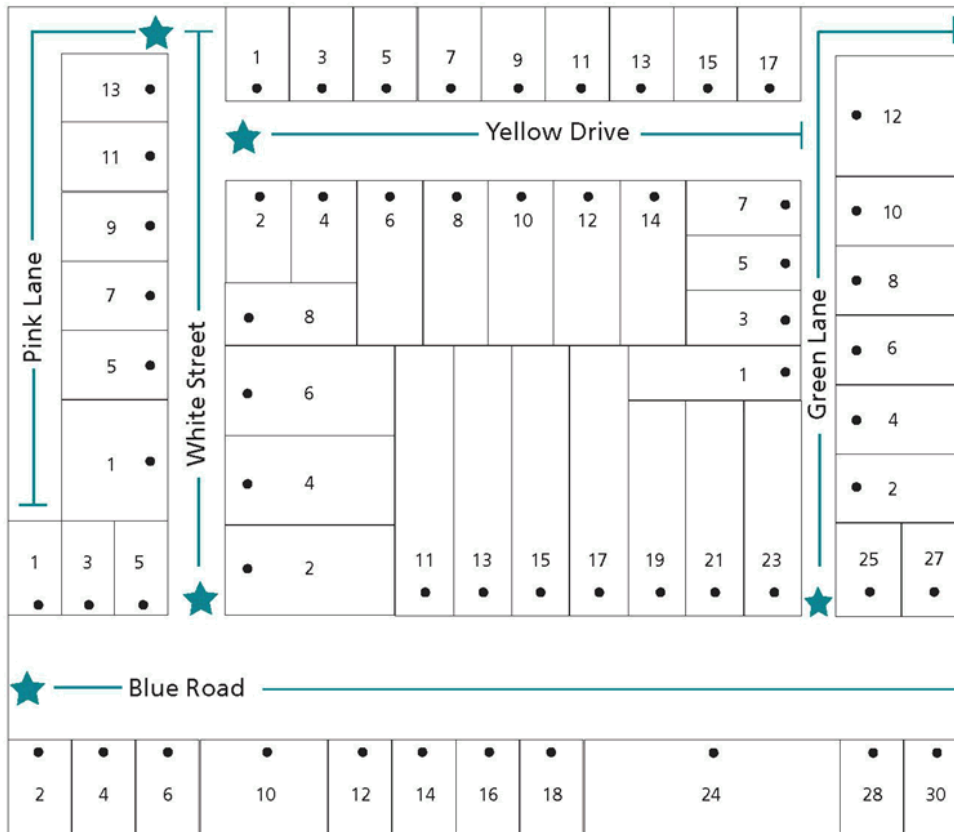 1 3 5 7 9 11 13 15 17
Yellow Drive
13
11
9
7
5
1
Pink Lane
White Street
2 4 6 8 10 12 14
8
6
4
2
7
5
3
1
Green Lane
12
10
8
6
4
2
1 3 5
11 13 15 17 19 21 23
25 27
Blue Road
2 4 6 10 12 14 16 18 24 28 30